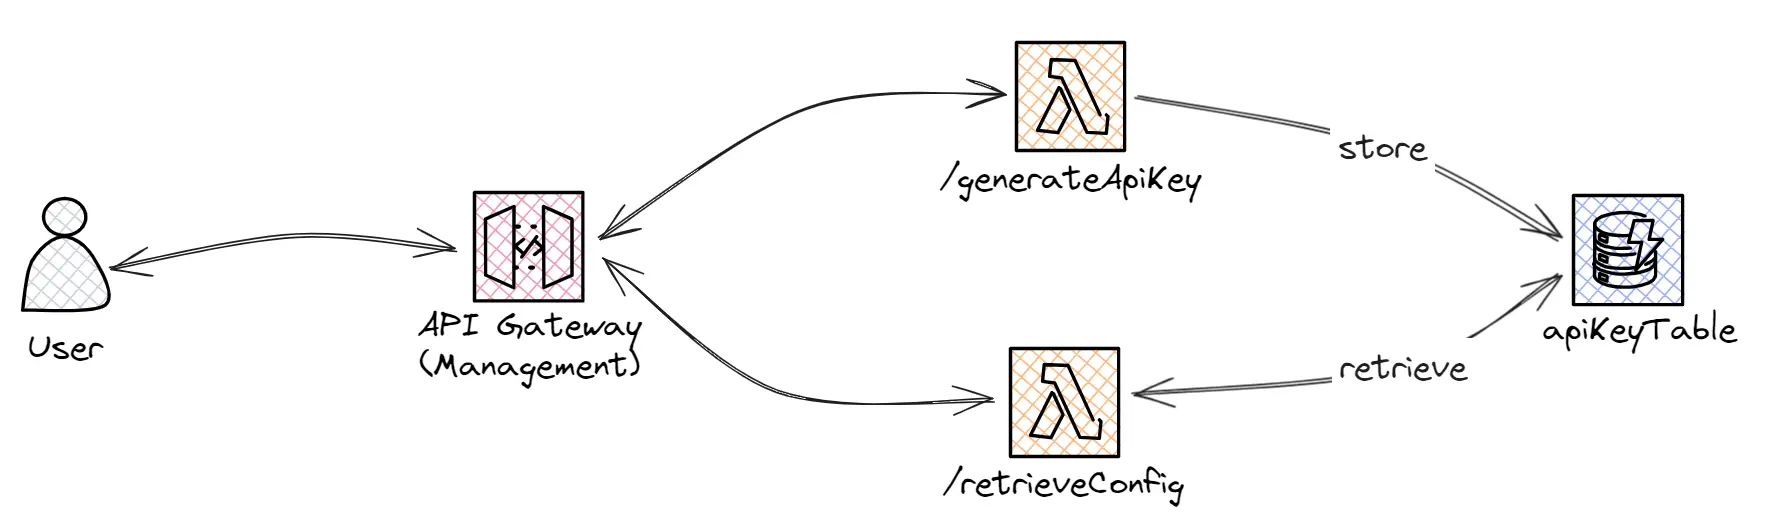 /generateApiKey
store
User
API Gateway
(Management)
</>
apiKeyTable
retrieve
/retrieveConfig